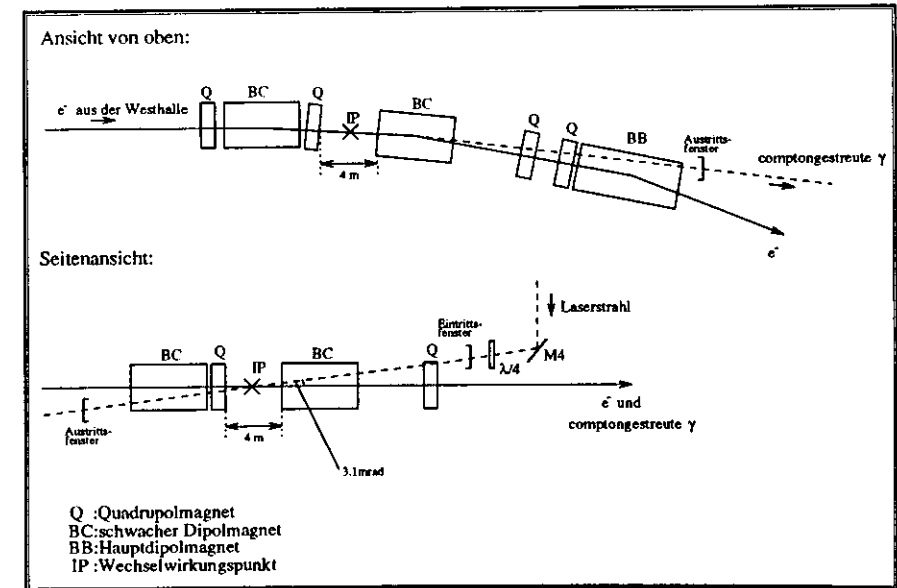 Ansicht von oben:
Q BC Q IP BC Q Q BB
e⁻ aus der Westhalle
Austritts-
fenster
comptongestreute γ
4 m
e⁻
Seitenansicht:
Laserstrahl
Eintritts-
fenster
BC Q IP BC Q λ/4 M4
Austritts-
fenster
4 m
e⁻ und
comptongestreute γ
3.1mrad
Q :Quadrupolmagnet
BC:schwacher Dipolmagnet
BB:Hauptdipolmagnet
IP :Wechselwirkungspunkt